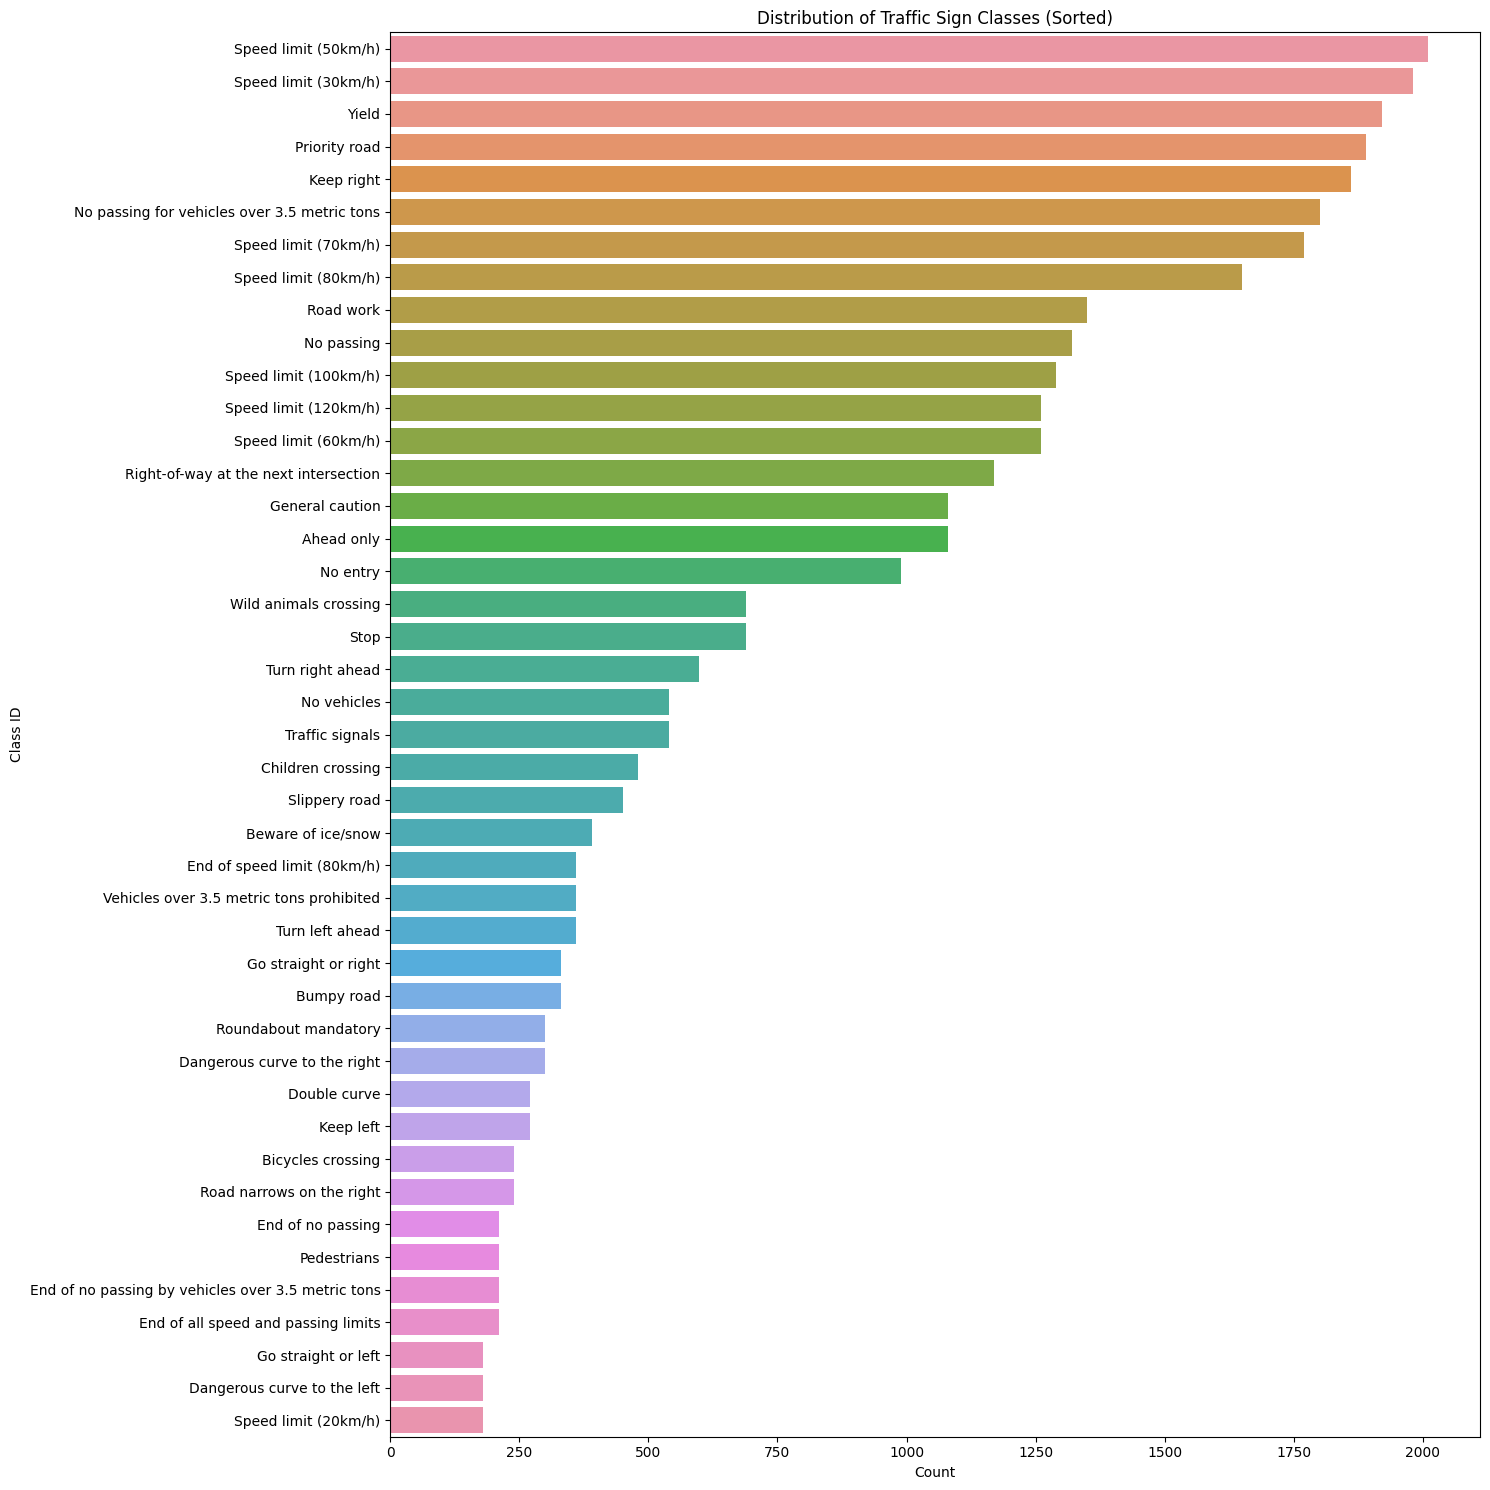 Distribution of Traffic Sign Classes (Sorted)
Speed limit (50km/h)
Speed limit (30km/h)
Yield
Priority road
Keep right
No passing for vehicles over 3.5 metric tons
Speed limit (70km/h)
Speed limit (80km/h)
Road work
No passing
Speed limit (100km/h)
Speed limit (120km/h)
Speed limit (60km/h)
Right-of-way at the next intersection
General caution
Ahead only
No entry
Wild animals crossing
Stop
Turn right ahead
No vehicles
Traffic signals
Children crossing
Slippery road
Beware of ice/snow
End of speed limit (80km/h)
Vehicles over 3.5 metric tons prohibited
Turn left ahead
Go straight or right
Bumpy road
Roundabout mandatory
Dangerous curve to the right
Double curve
Keep left
Bicycles crossing
Road narrows on the right
End of no passing
Pedestrians
End of no passing by vehicles over 3.5 metric tons
End of all speed and passing limits
Go straight or left
Dangerous curve to the left
Speed limit (20km/h)
Class ID
0 250 500 750 1000 1250 1500 1750 2000
Count